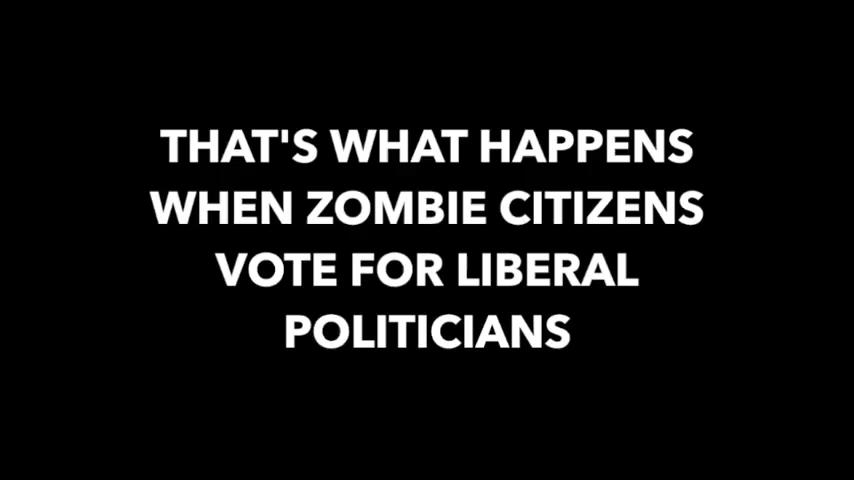 THAT'S WHAT HAPPENS
WHEN ZOMBIE CITIZENS
VOTE FOR LIBERAL
POLITICIANS